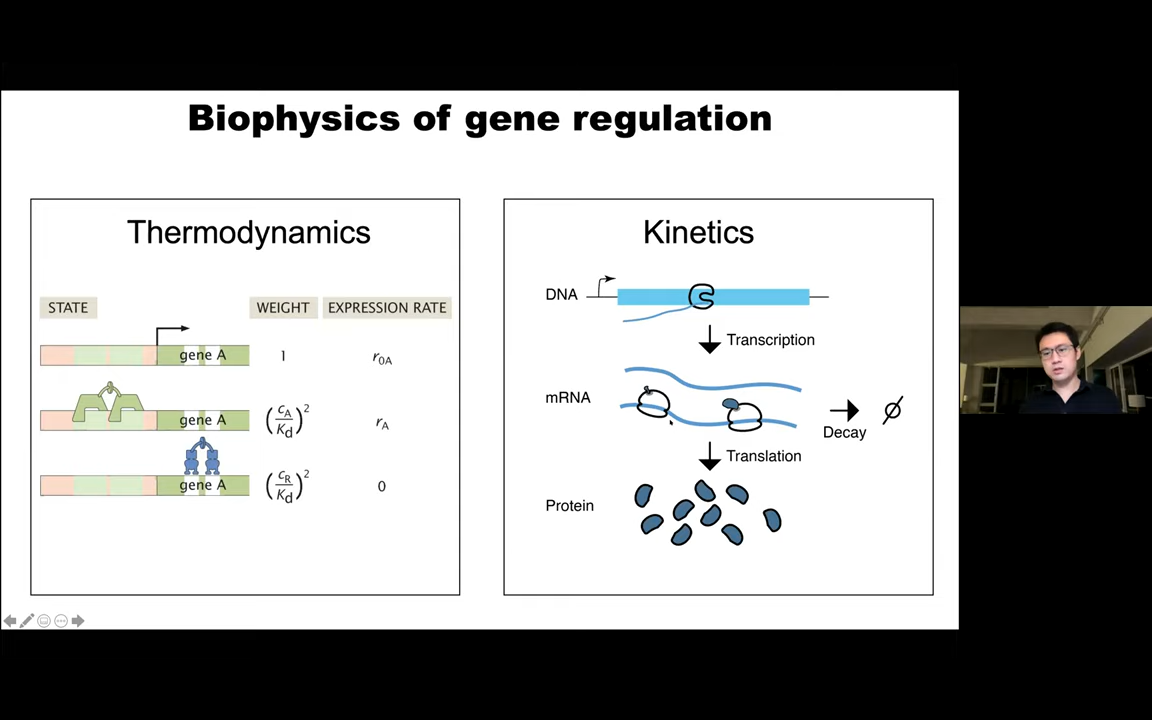 Biophysics of gene regulation
Thermodynamics
STATE WEIGHT EXPRESSION RATE
gene A 1 r0A
gene A (cA/Kd)2 rA
gene A (cR/Kd)2 0
Kinetics
DNA
Transcription
mRNA
Decay
Translation
Protein